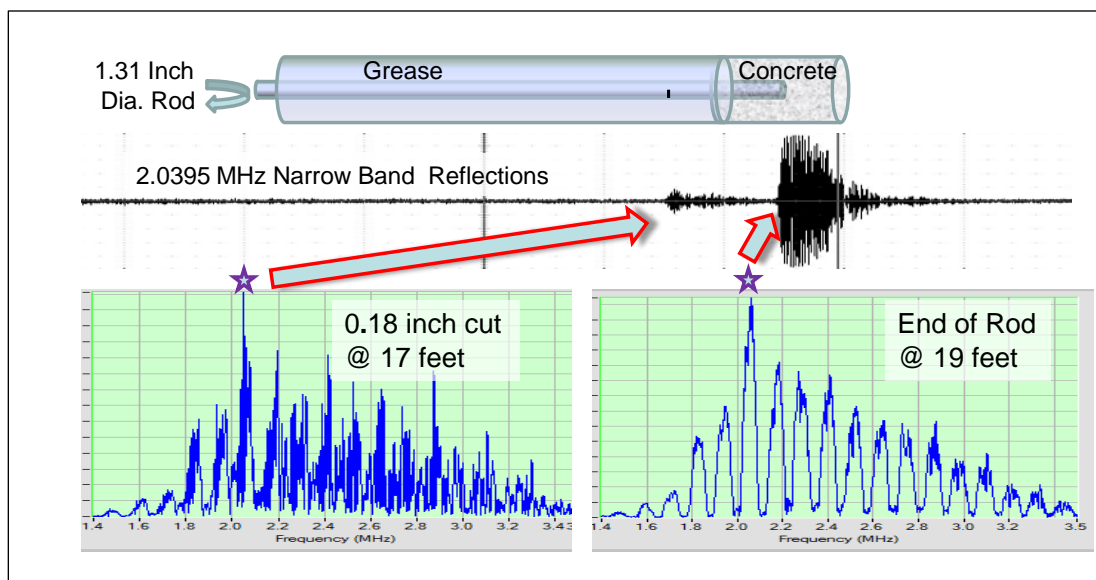 1.31 Inch
Dia. Rod
Grease
Concrete
2.0395 MHz Narrow Band Reflections
0.18 inch cut
@ 17 feet
1.4 1.6 1.8 2.0 2.2 2.4 2.6 2.8 3.0 3.2 3.43
Frequency (MHz)
End of Rod
@ 19 feet
1.4 1.6 1.8 2.0 2.2 2.4 2.6 2.8 3.0 3.2 3.5
Frequency (MHz)